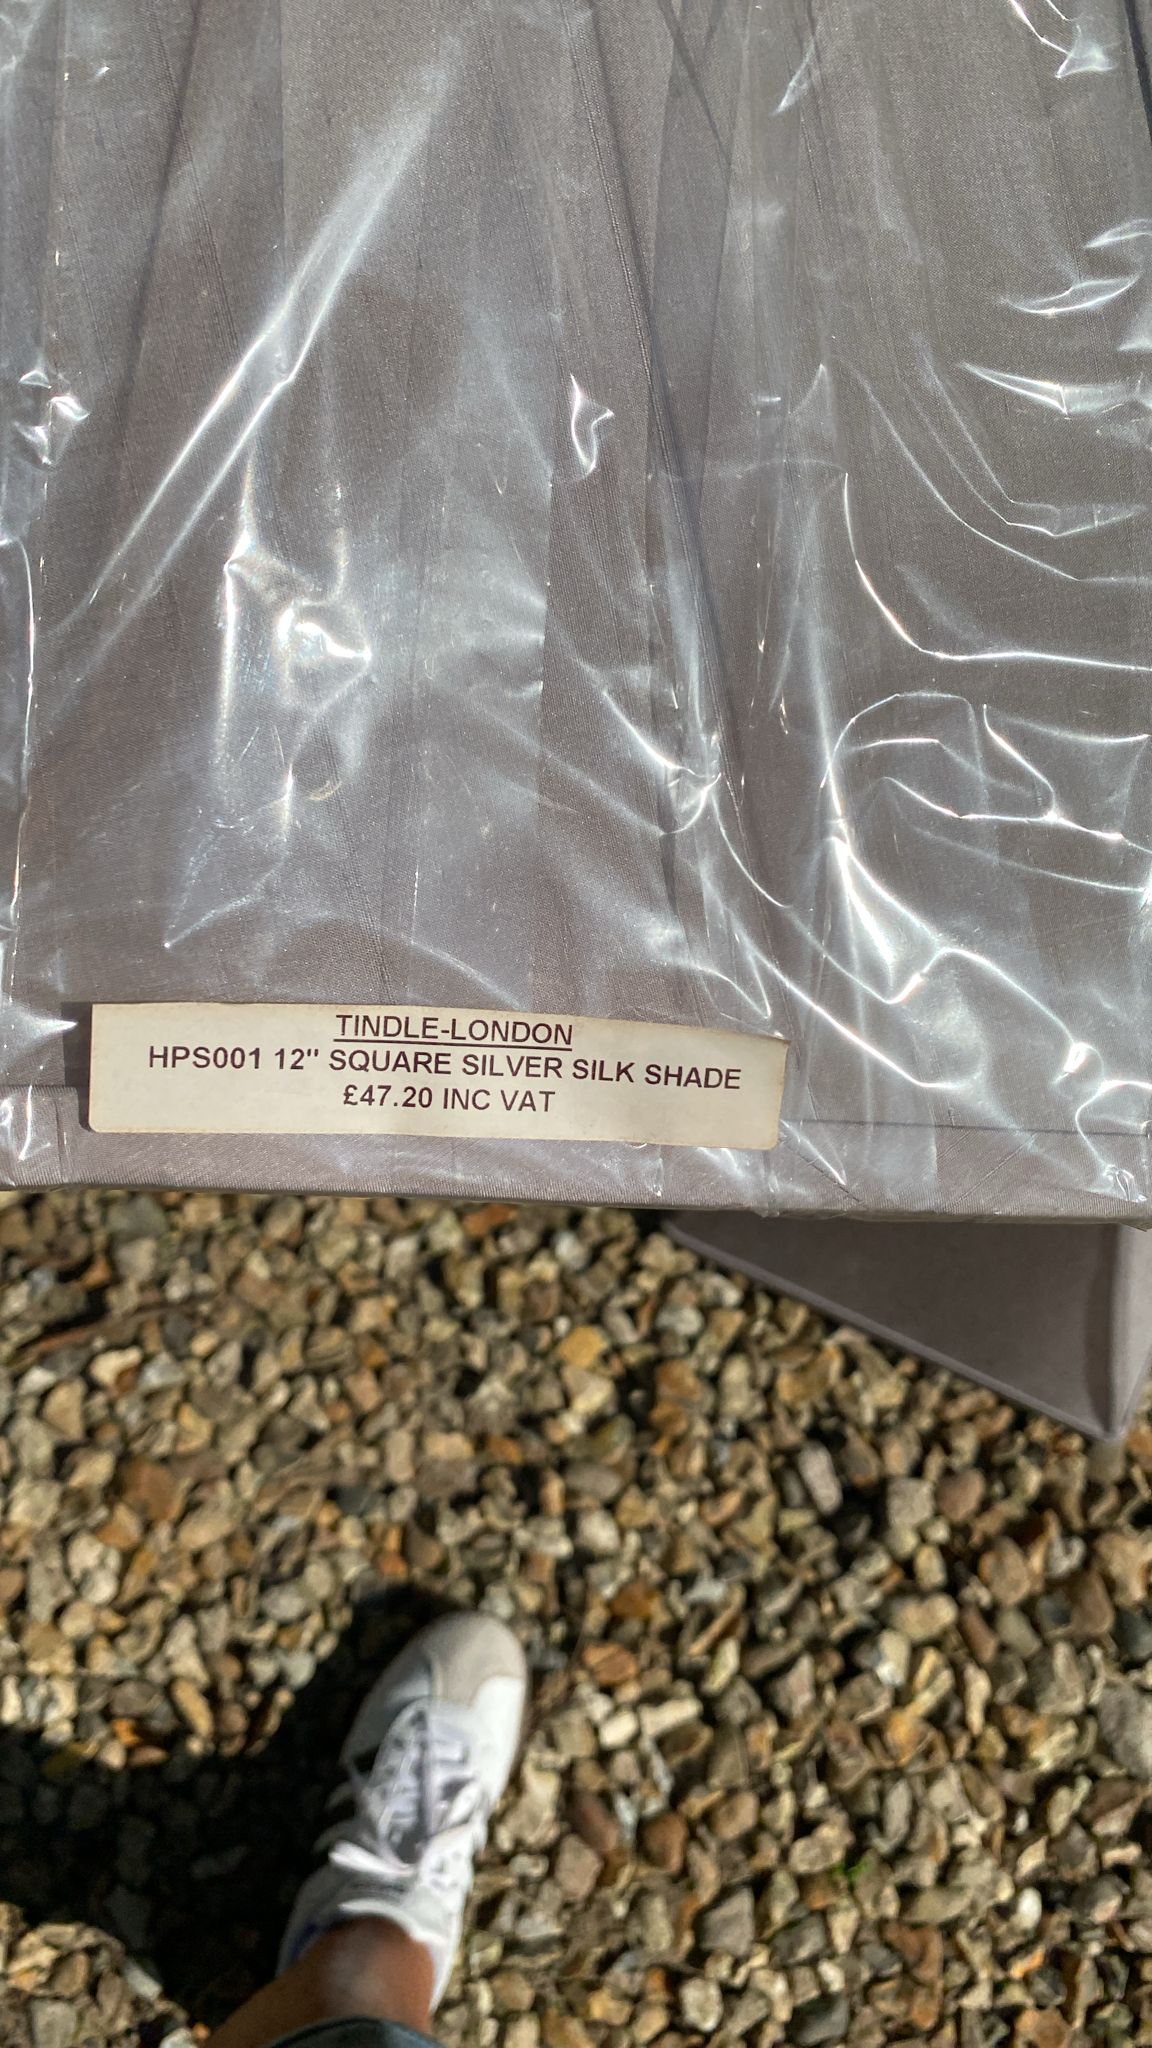 TINDLE-LONDON
HPS001 12" SQUARE SILVER SILK SHADE
£47.20 INC VAT